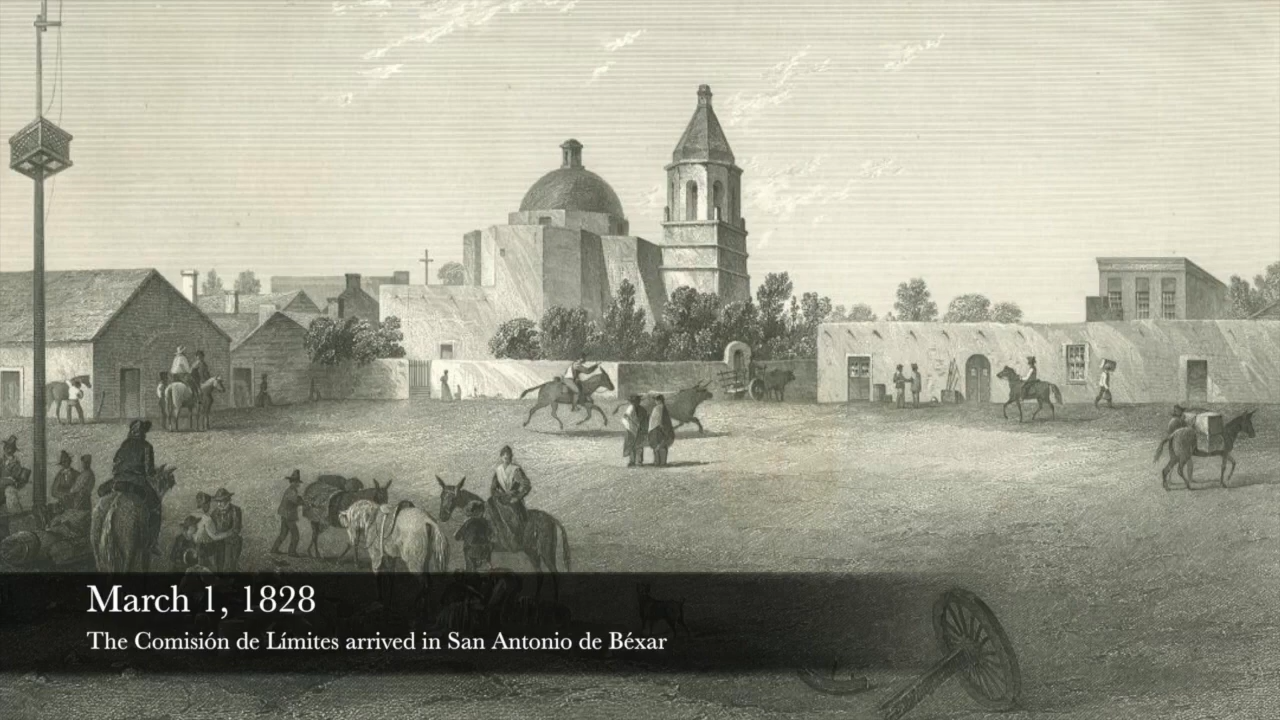 March 1, 1828
The Comisión de Límites arrived in San Antonio de Béxar